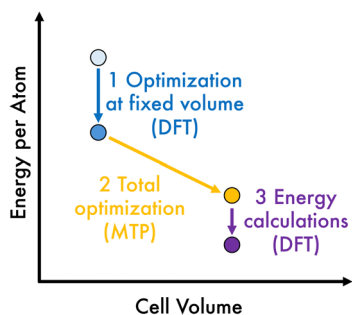 Energy per Atom
1 Optimization
at fixed volume
(DFT)
2 Total
optimization
(MTP)
3 Energy
calculations
(DFT)
Cell Volume